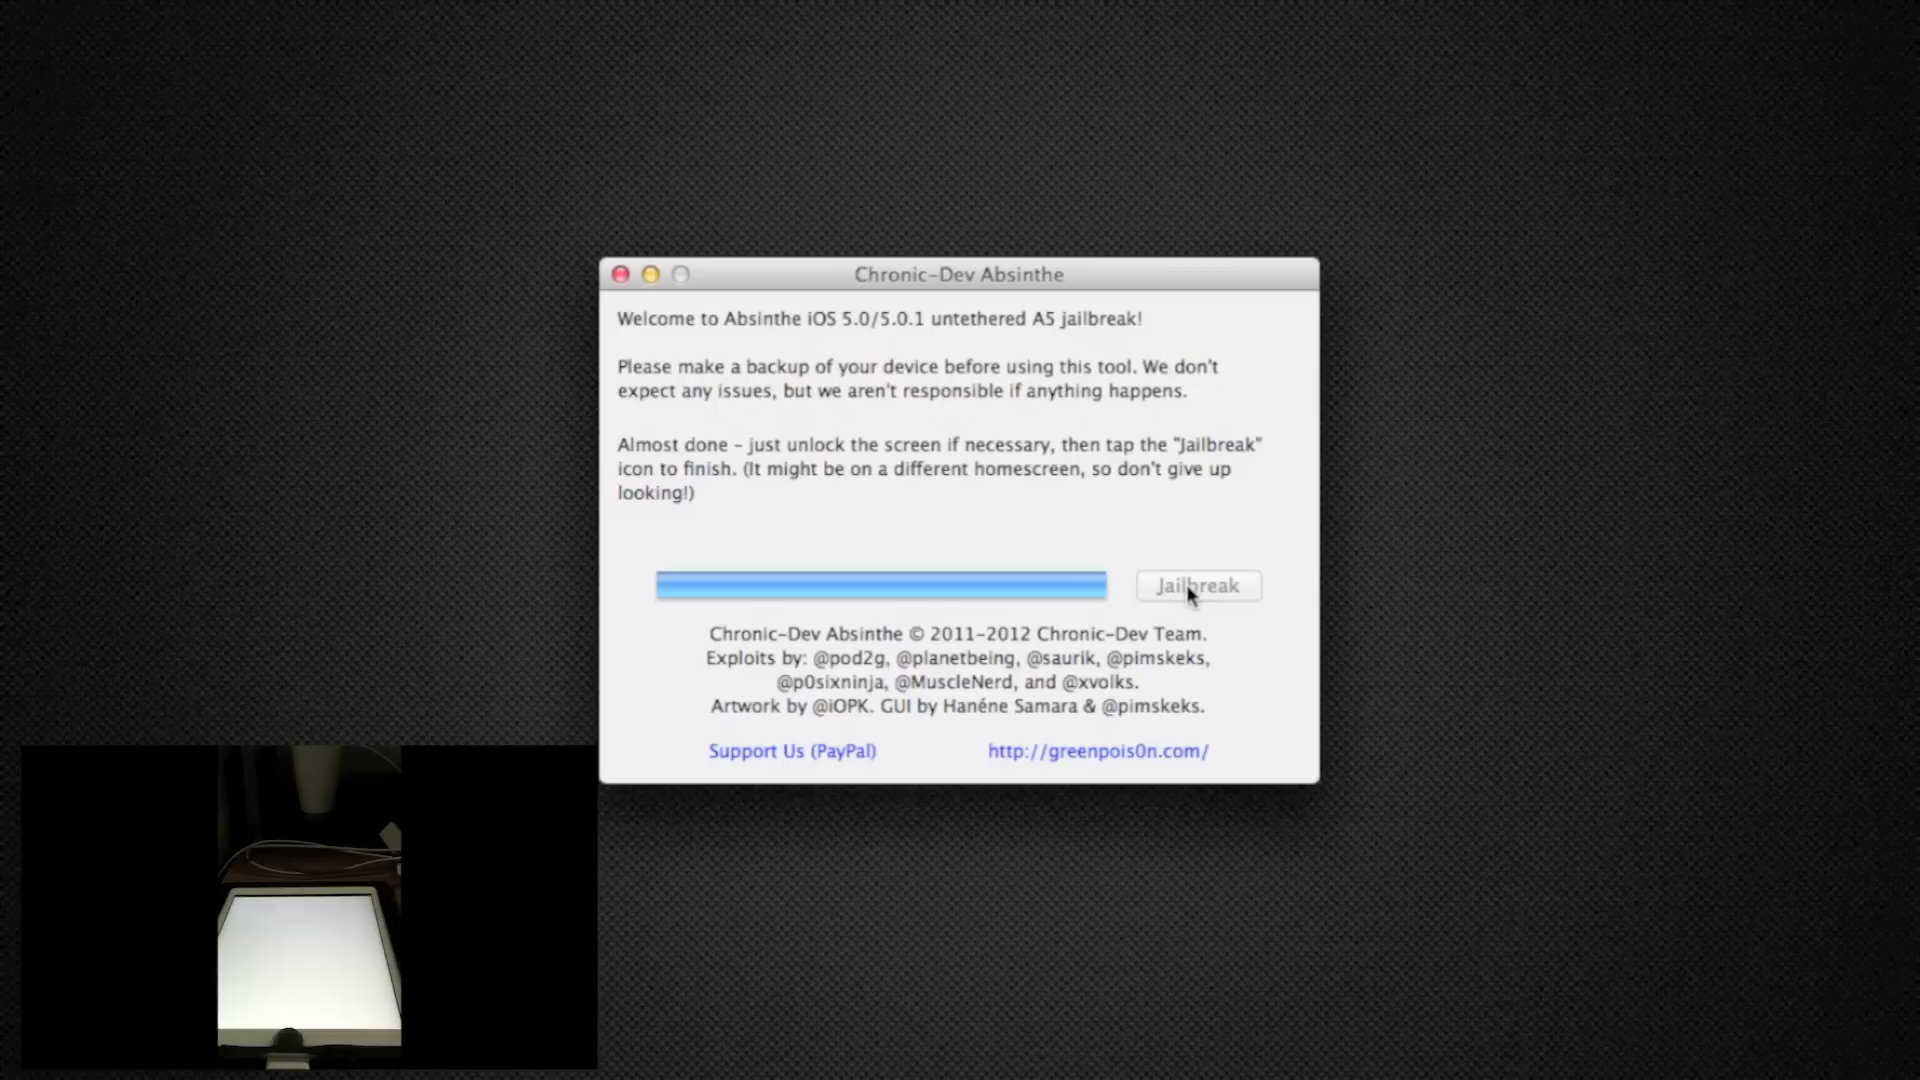 Chronic-Dev Absinthe
Welcome to Absinthe iOS 5.0/5.0.1 untethered A5 jailbreak!
Please make a backup of your device before using this tool. We don't
expect any issues, but we aren't responsible if anything happens.
Almost done - just unlock the screen if necessary, then tap the "Jailbreak"
icon to finish. (It might be on a different homescreen, so don't give up
looking!)
Jailbreak
Chronic-Dev Absinthe © 2011-2012 Chronic-Dev Team.
Exploits by: @pod2g, @planetbeing, @saurik, @pimskeks,
@p0sixninja, @MuscleNerd, and @xvolks.
Artwork by @iOPK. GUI by Hanéne Samara & @pimskeks.
Support Us (PayPal)
http://greenpois0n.com/